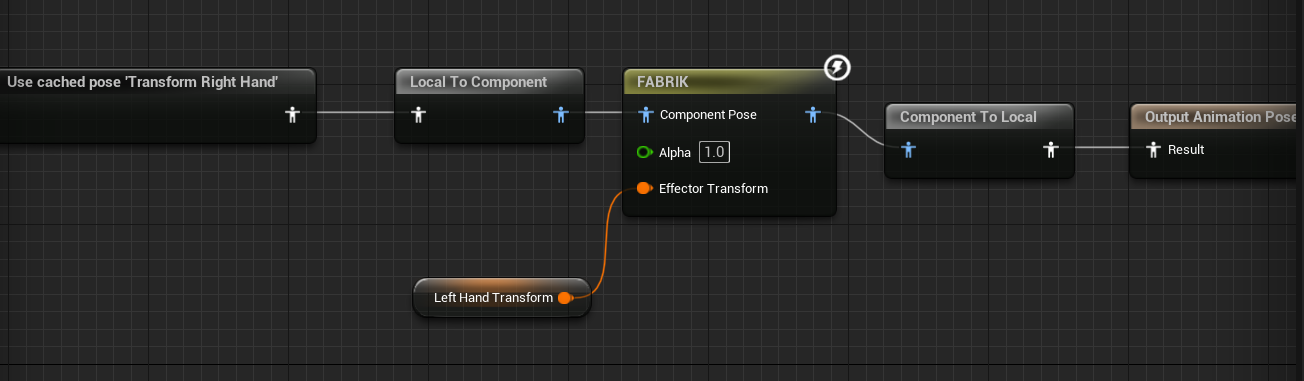 Use cached pose 'Transform Right Hand'
Local To Component
FABRIK
Component Pose
Alpha 1.0
Effector Transform
Component To Local
Output Animation Pose
Result
Left Hand Transform